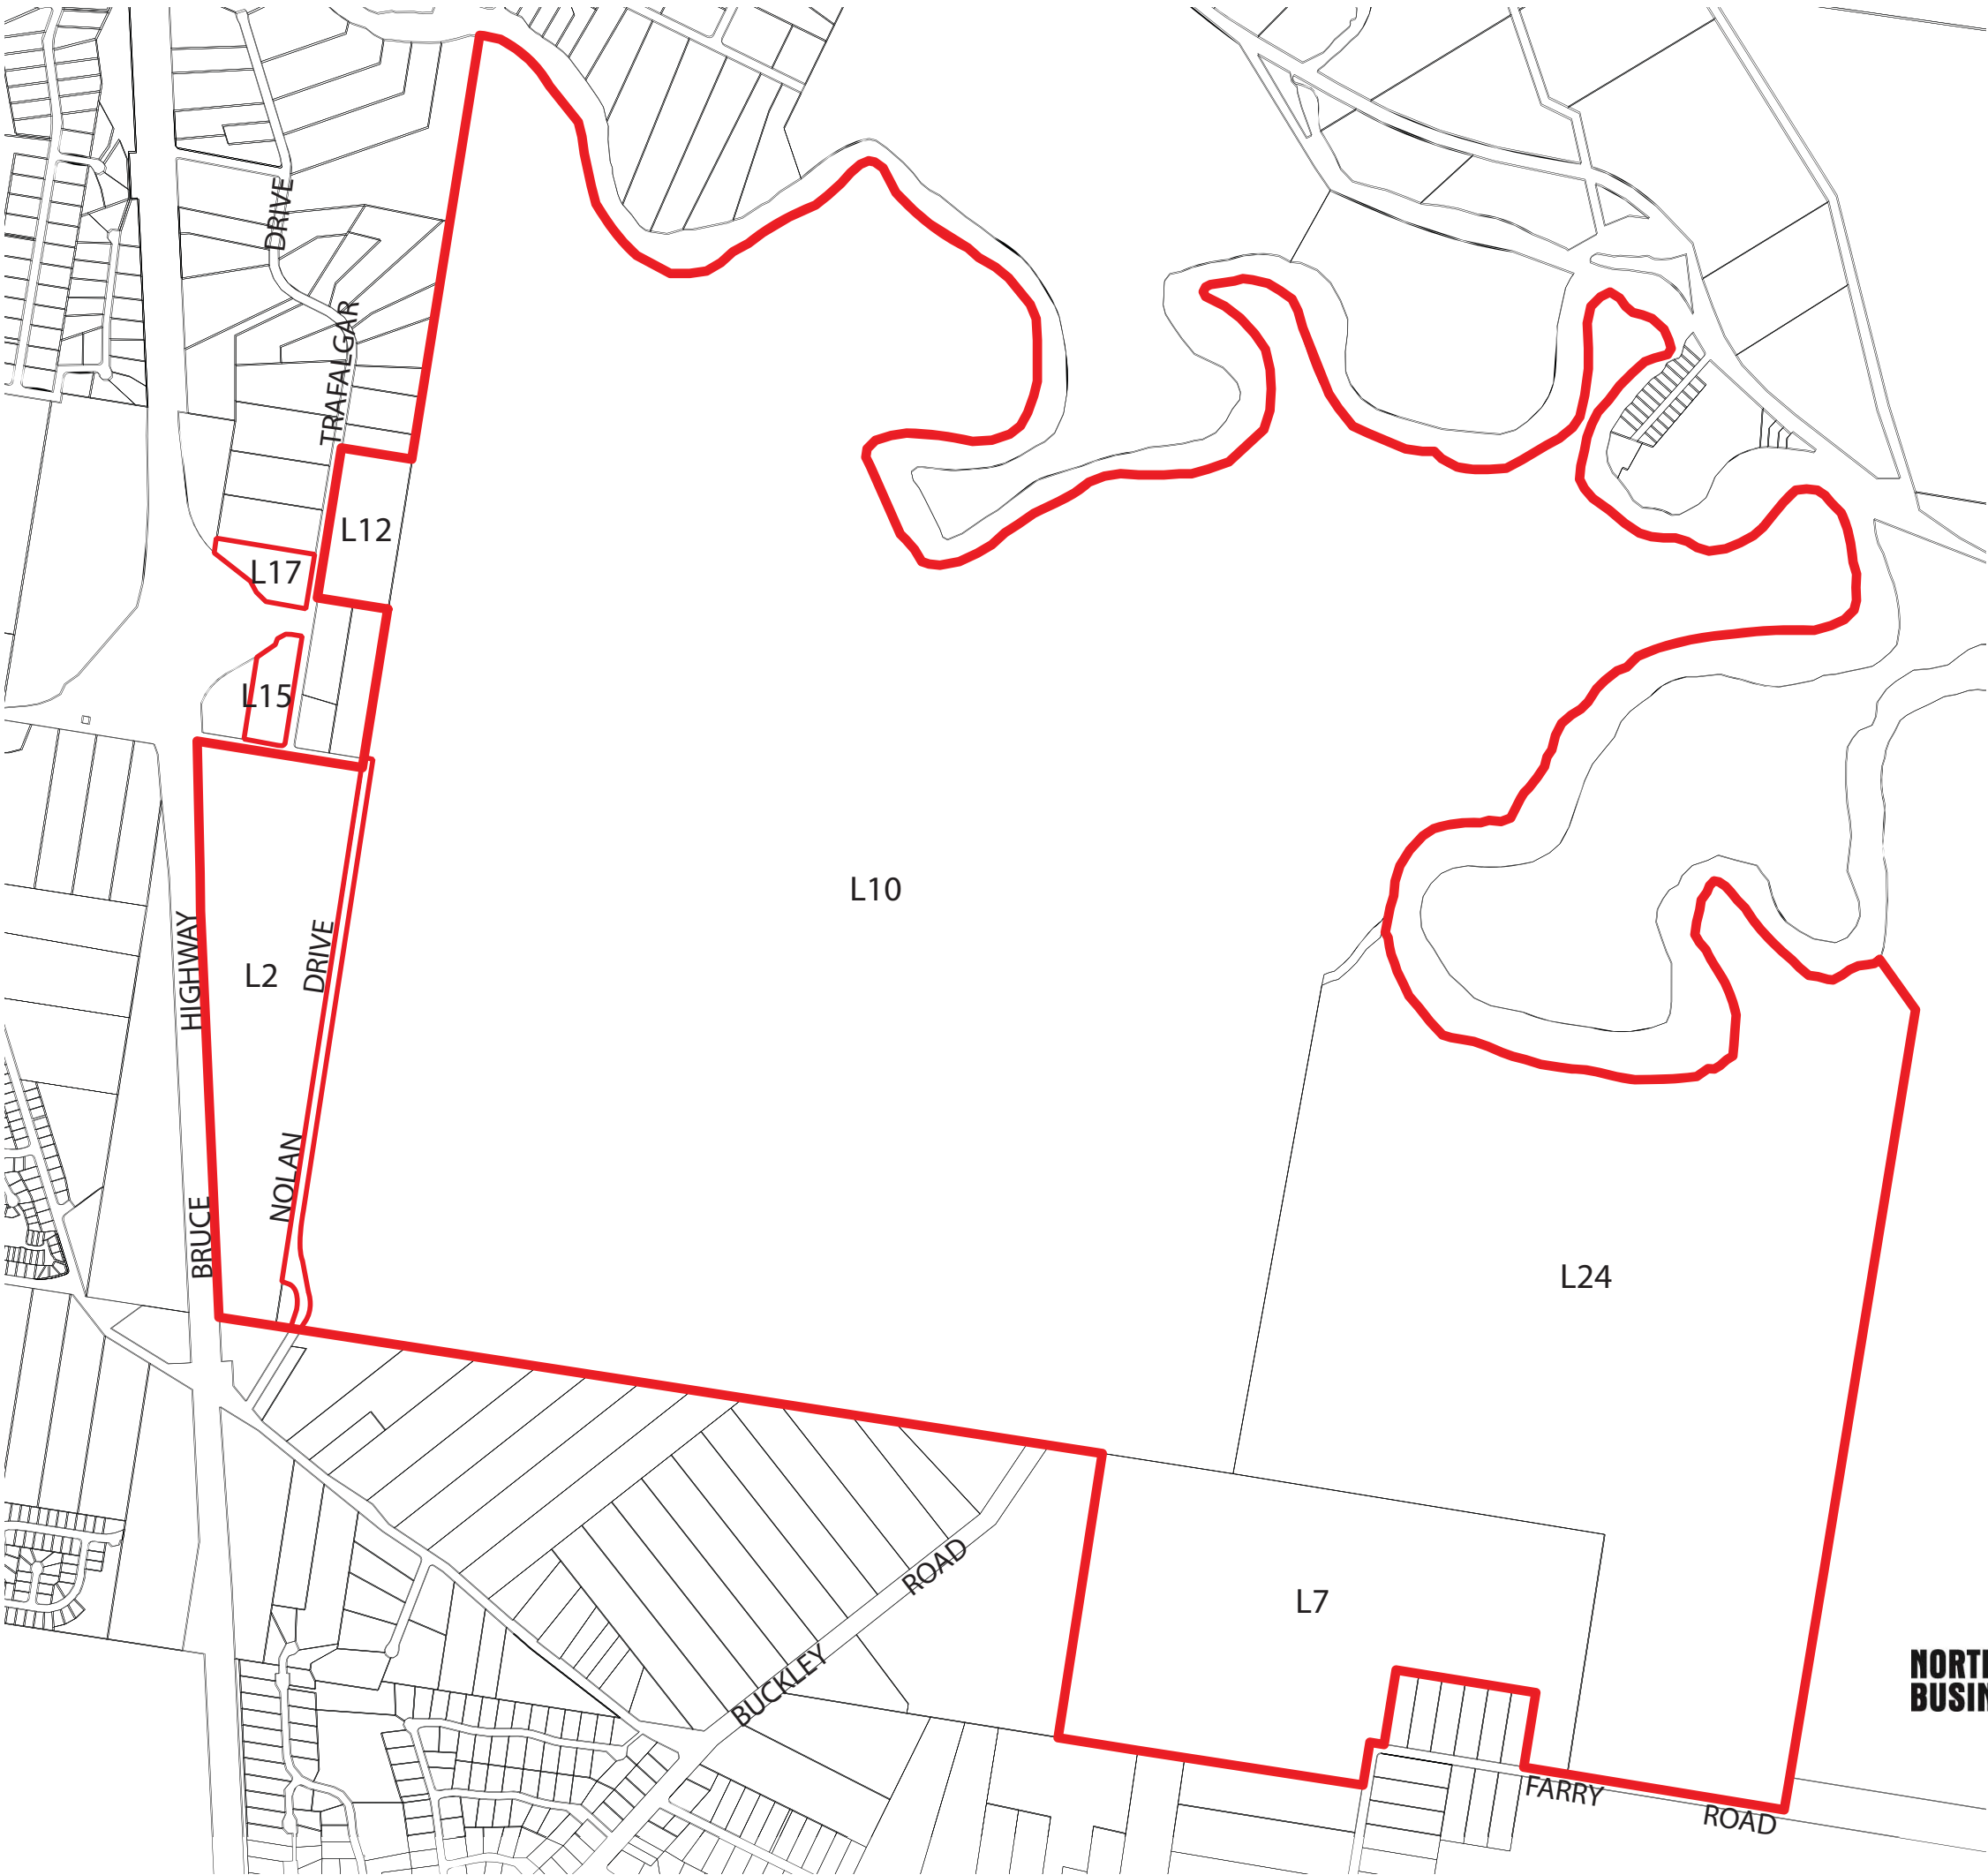 DRIVE
TRAFALGAR
L12
L17
L15
L10
HIGHWAY
L2
DRIVE
NOLAN
BRUCE
L24
ROAD
L7
BUCKLEY
FARRY
ROAD